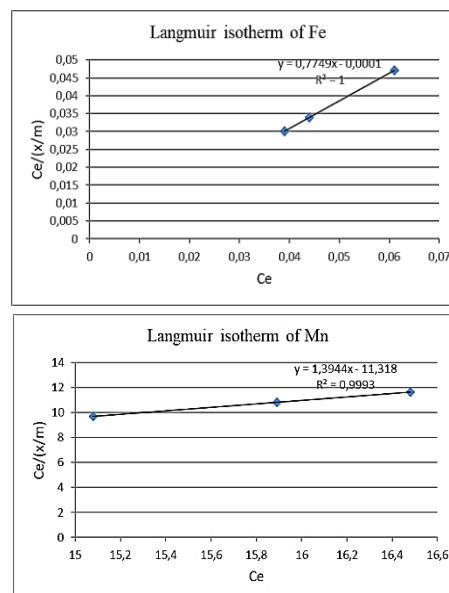 Langmuir isotherm of Fe
y = 0,7749x - 0,0001
R² = 1
0,05
0,045
0,04
0,035
0,03
0,025
0,02
0,015
0,01
0,005
0
Ce/(x/m)
0 0,01 0,02 0,03 0,04 0,05 0,06 0,07
Ce
Langmuir isotherm of Mn
y = 1,3944x - 11,318
R² = 0,9993
14
12
10
8
6
4
2
0
Ce/(x/m)
15 15,2 15,4 15,6 15,8 16 16,2 16,4 16,6
Ce